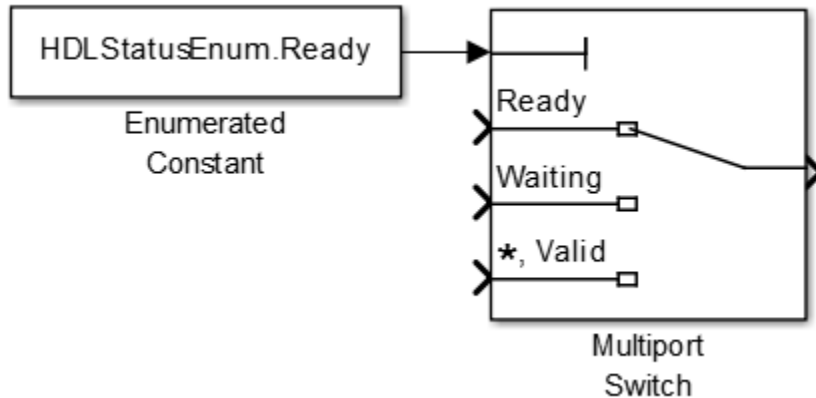 HDLStatusEnum.Ready
Enumerated
Constant
Ready
Waiting
*, Valid
Multiport
Switch